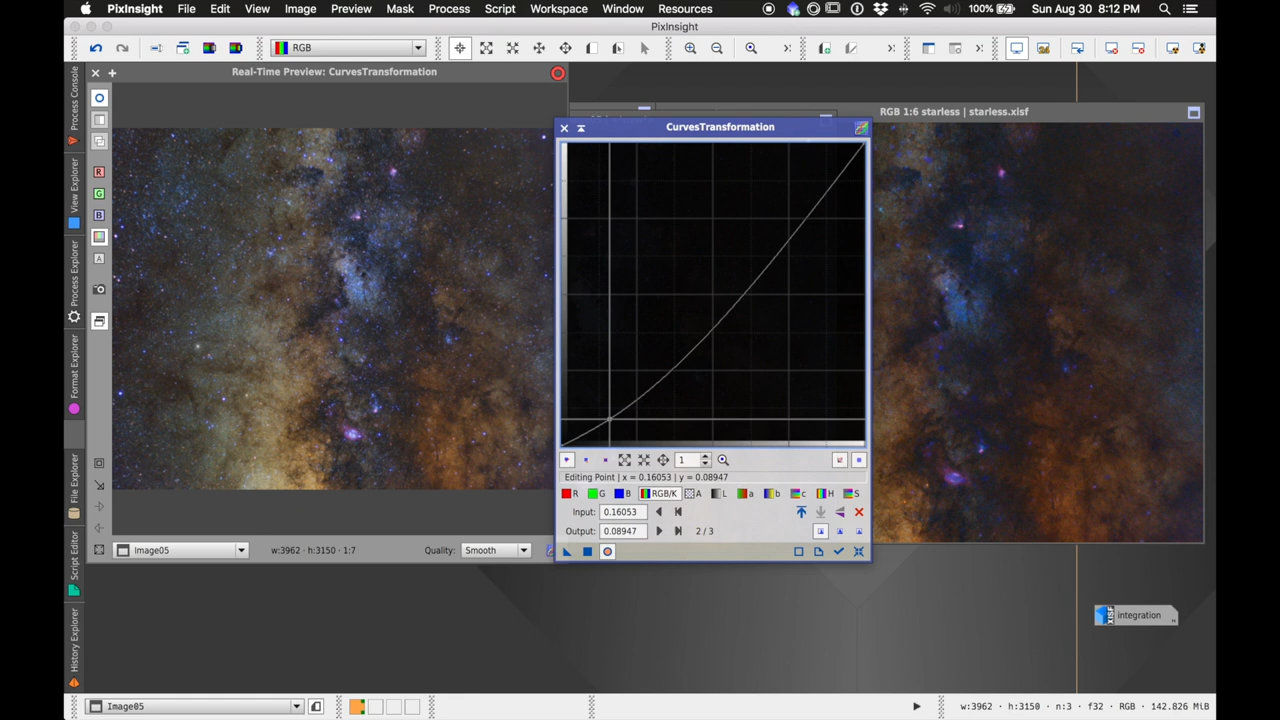 PixInsight File Edit View Image Preview Mask Process Script Workspace Window Resources 100% Sun Aug 30 8:12 PM
PixInsight
RGB
Process Console
View Explorer
Process Explorer
Format Explorer
File Explorer
Script Editor
History Explorer
Real-Time Preview: CurvesTransformation
R
G
B
A
Image05 w:3962 h:3150 1:7 Quality: Smooth
RGB 1:6 starless | starless.xisf
CurvesTransformation
1
Editing Point | x = 0.16053 | y = 0.08947
R G B RGB/K A L a b c H S
Input: 0.16053
Output: 0.08947 2 / 3
XISF integration
Image05
w:3962 · h:3150 · n:3 · f32 · RGB · 142.826 MiB